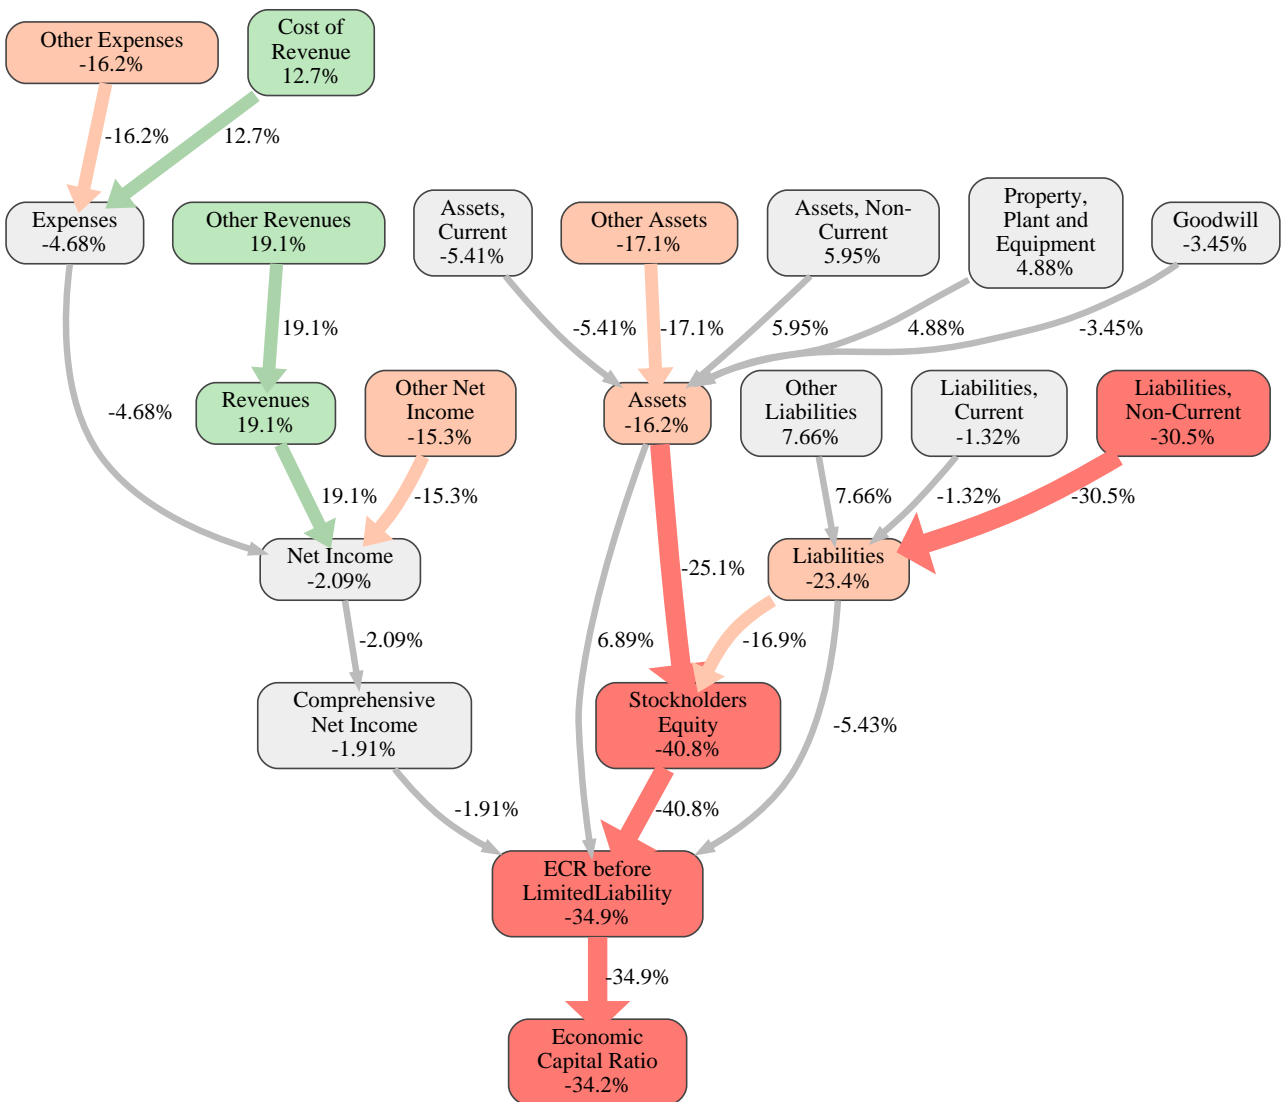 Other Expenses
-16.2%
Cost of
Revenue
12.7%
-16.2%
12.7%
Expenses
-4.68%
Other Revenues
19.1%
Assets,
Current
-5.41%
Other Assets
-17.1%
Assets, Non-
Current
5.95%
Property,
Plant and
Equipment
4.88%
Goodwill
-3.45%
19.1%
-5.41%
-17.1%
5.95%
4.88%
-3.45%
-4.68%
Revenues
19.1%
Other Net
Income
-15.3%
Assets
-16.2%
Other
Liabilities
7.66%
Liabilities,
Current
-1.32%
Liabilities,
Non-Current
-30.5%
19.1%
-15.3%
7.66%
-1.32%
-30.5%
Net Income
-2.09%
-25.1%
Liabilities
-23.4%
-2.09%
6.89%
-16.9%
Comprehensive
Net Income
-1.91%
Stockholders
Equity
-40.8%
-5.43%
-1.91%
-40.8%
ECR before
LimitedLiability
-34.9%
-34.9%
Economic
Capital Ratio
-34.2%